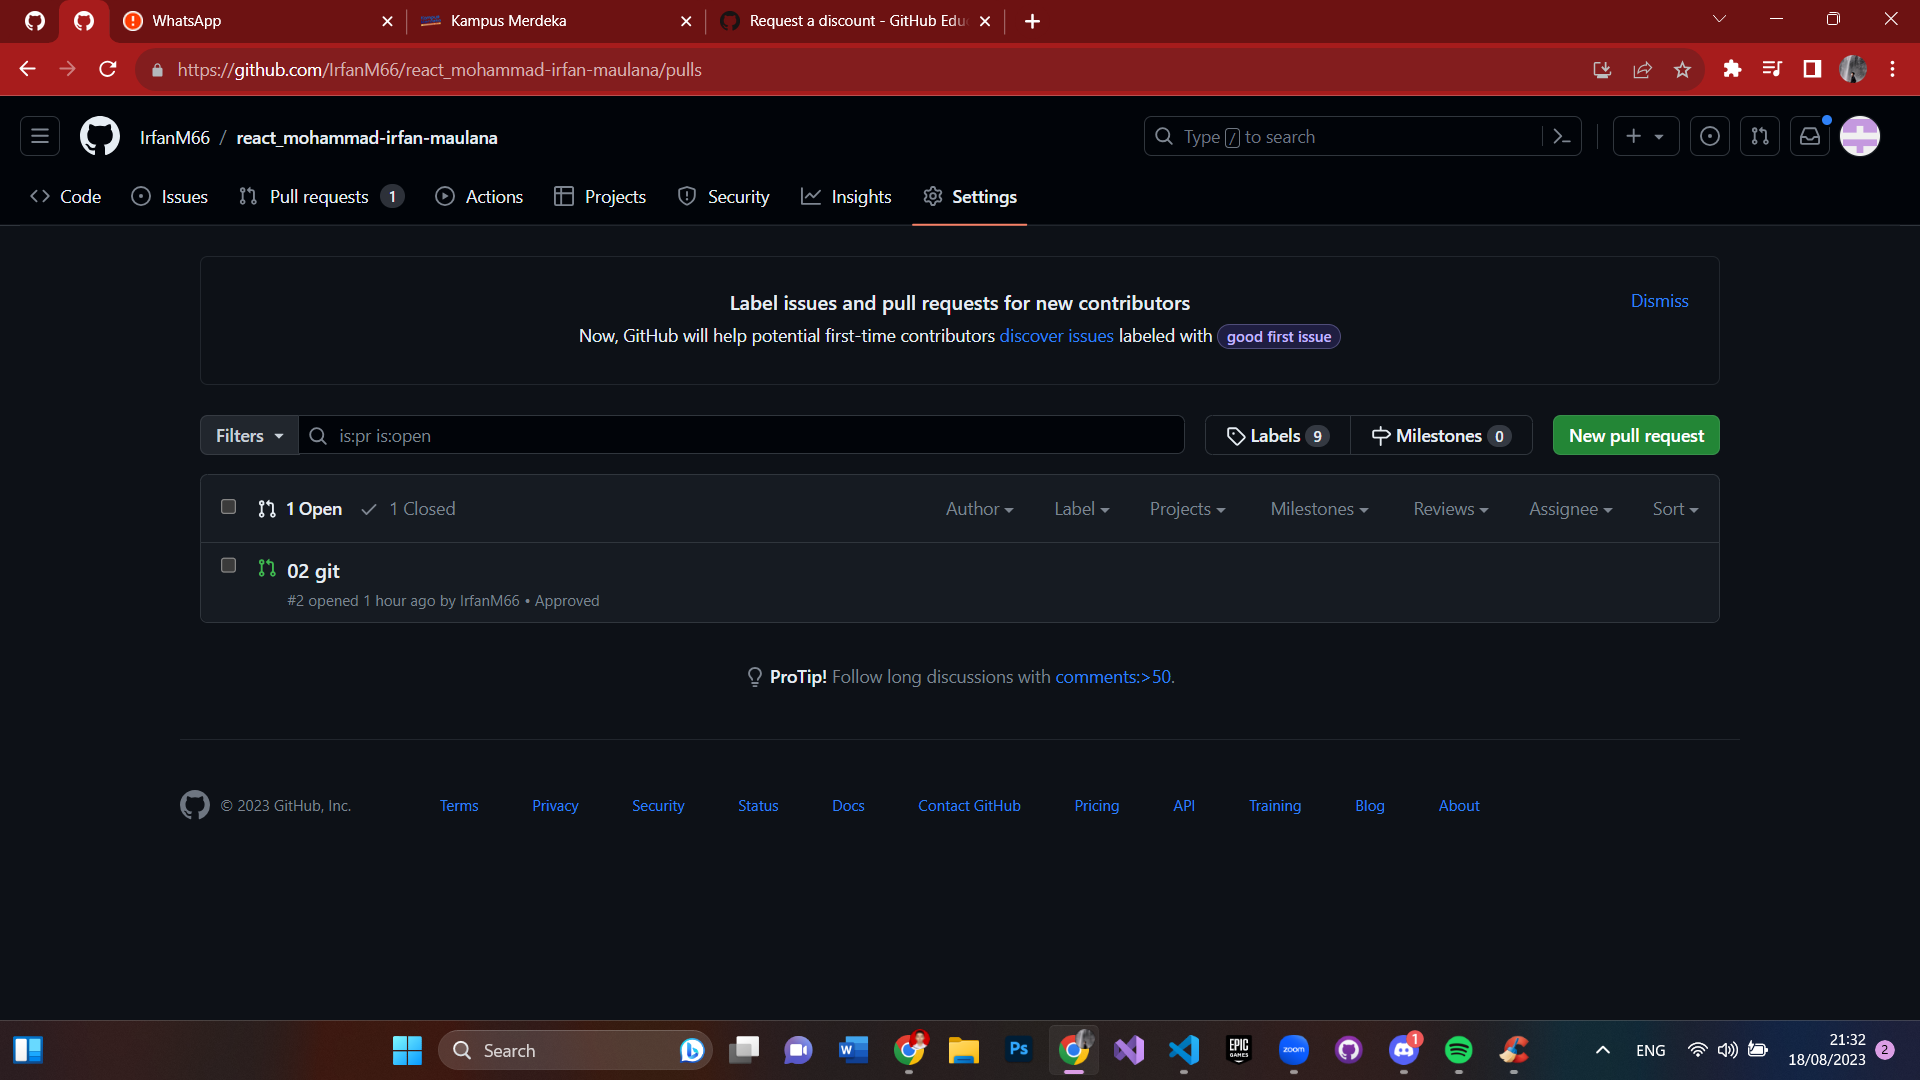 WhatsApp
Kampus Merdeka
Request a discount - GitHub Edu
https://github.com/IrfanM66/react_mohammad-irfan-maulana/pulls
IrfanM66 / react_mohammad-irfan-maulana
Type / to search
Code
Issues
Pull requests 1
Actions
Projects
Security
Insights
Settings
Label issues and pull requests for new contributors
Dismiss
Now, GitHub will help potential first-time contributors discover issues labeled with good first issue
Filters
is:pr is:open
Labels 9
Milestones 0
New pull request
1 Open
1 Closed
Author
Label
Projects
Milestones
Reviews
Assignee
Sort
02 git
#2 opened 1 hour ago by IrfanM66 • Approved
ProTip! Follow long discussions with comments:>50.
© 2023 GitHub, Inc.
Terms
Privacy
Security
Status
Docs
Contact GitHub
Pricing
API
Training
Blog
About
Search
Ps
EPIC
GAMES
zoom
1
ENG
21:32
18/08/2023
2